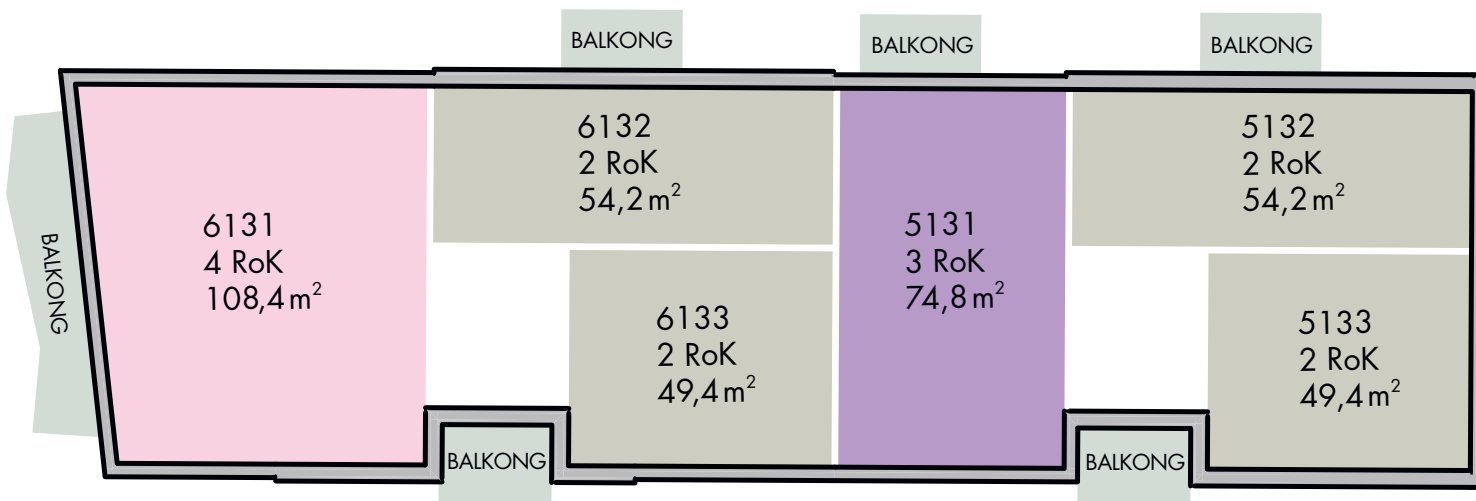 BALKONG
BALKONG
BALKONG
6132
2 RoK
54,2 m²
5132
2 RoK
54,2 m²
6131
4 RoK
108,4 m²
5131
3 RoK
74,8 m²
BALKONG
6133
2 RoK
49,4 m²
5133
2 RoK
49,4 m²
BALKONG
BALKONG